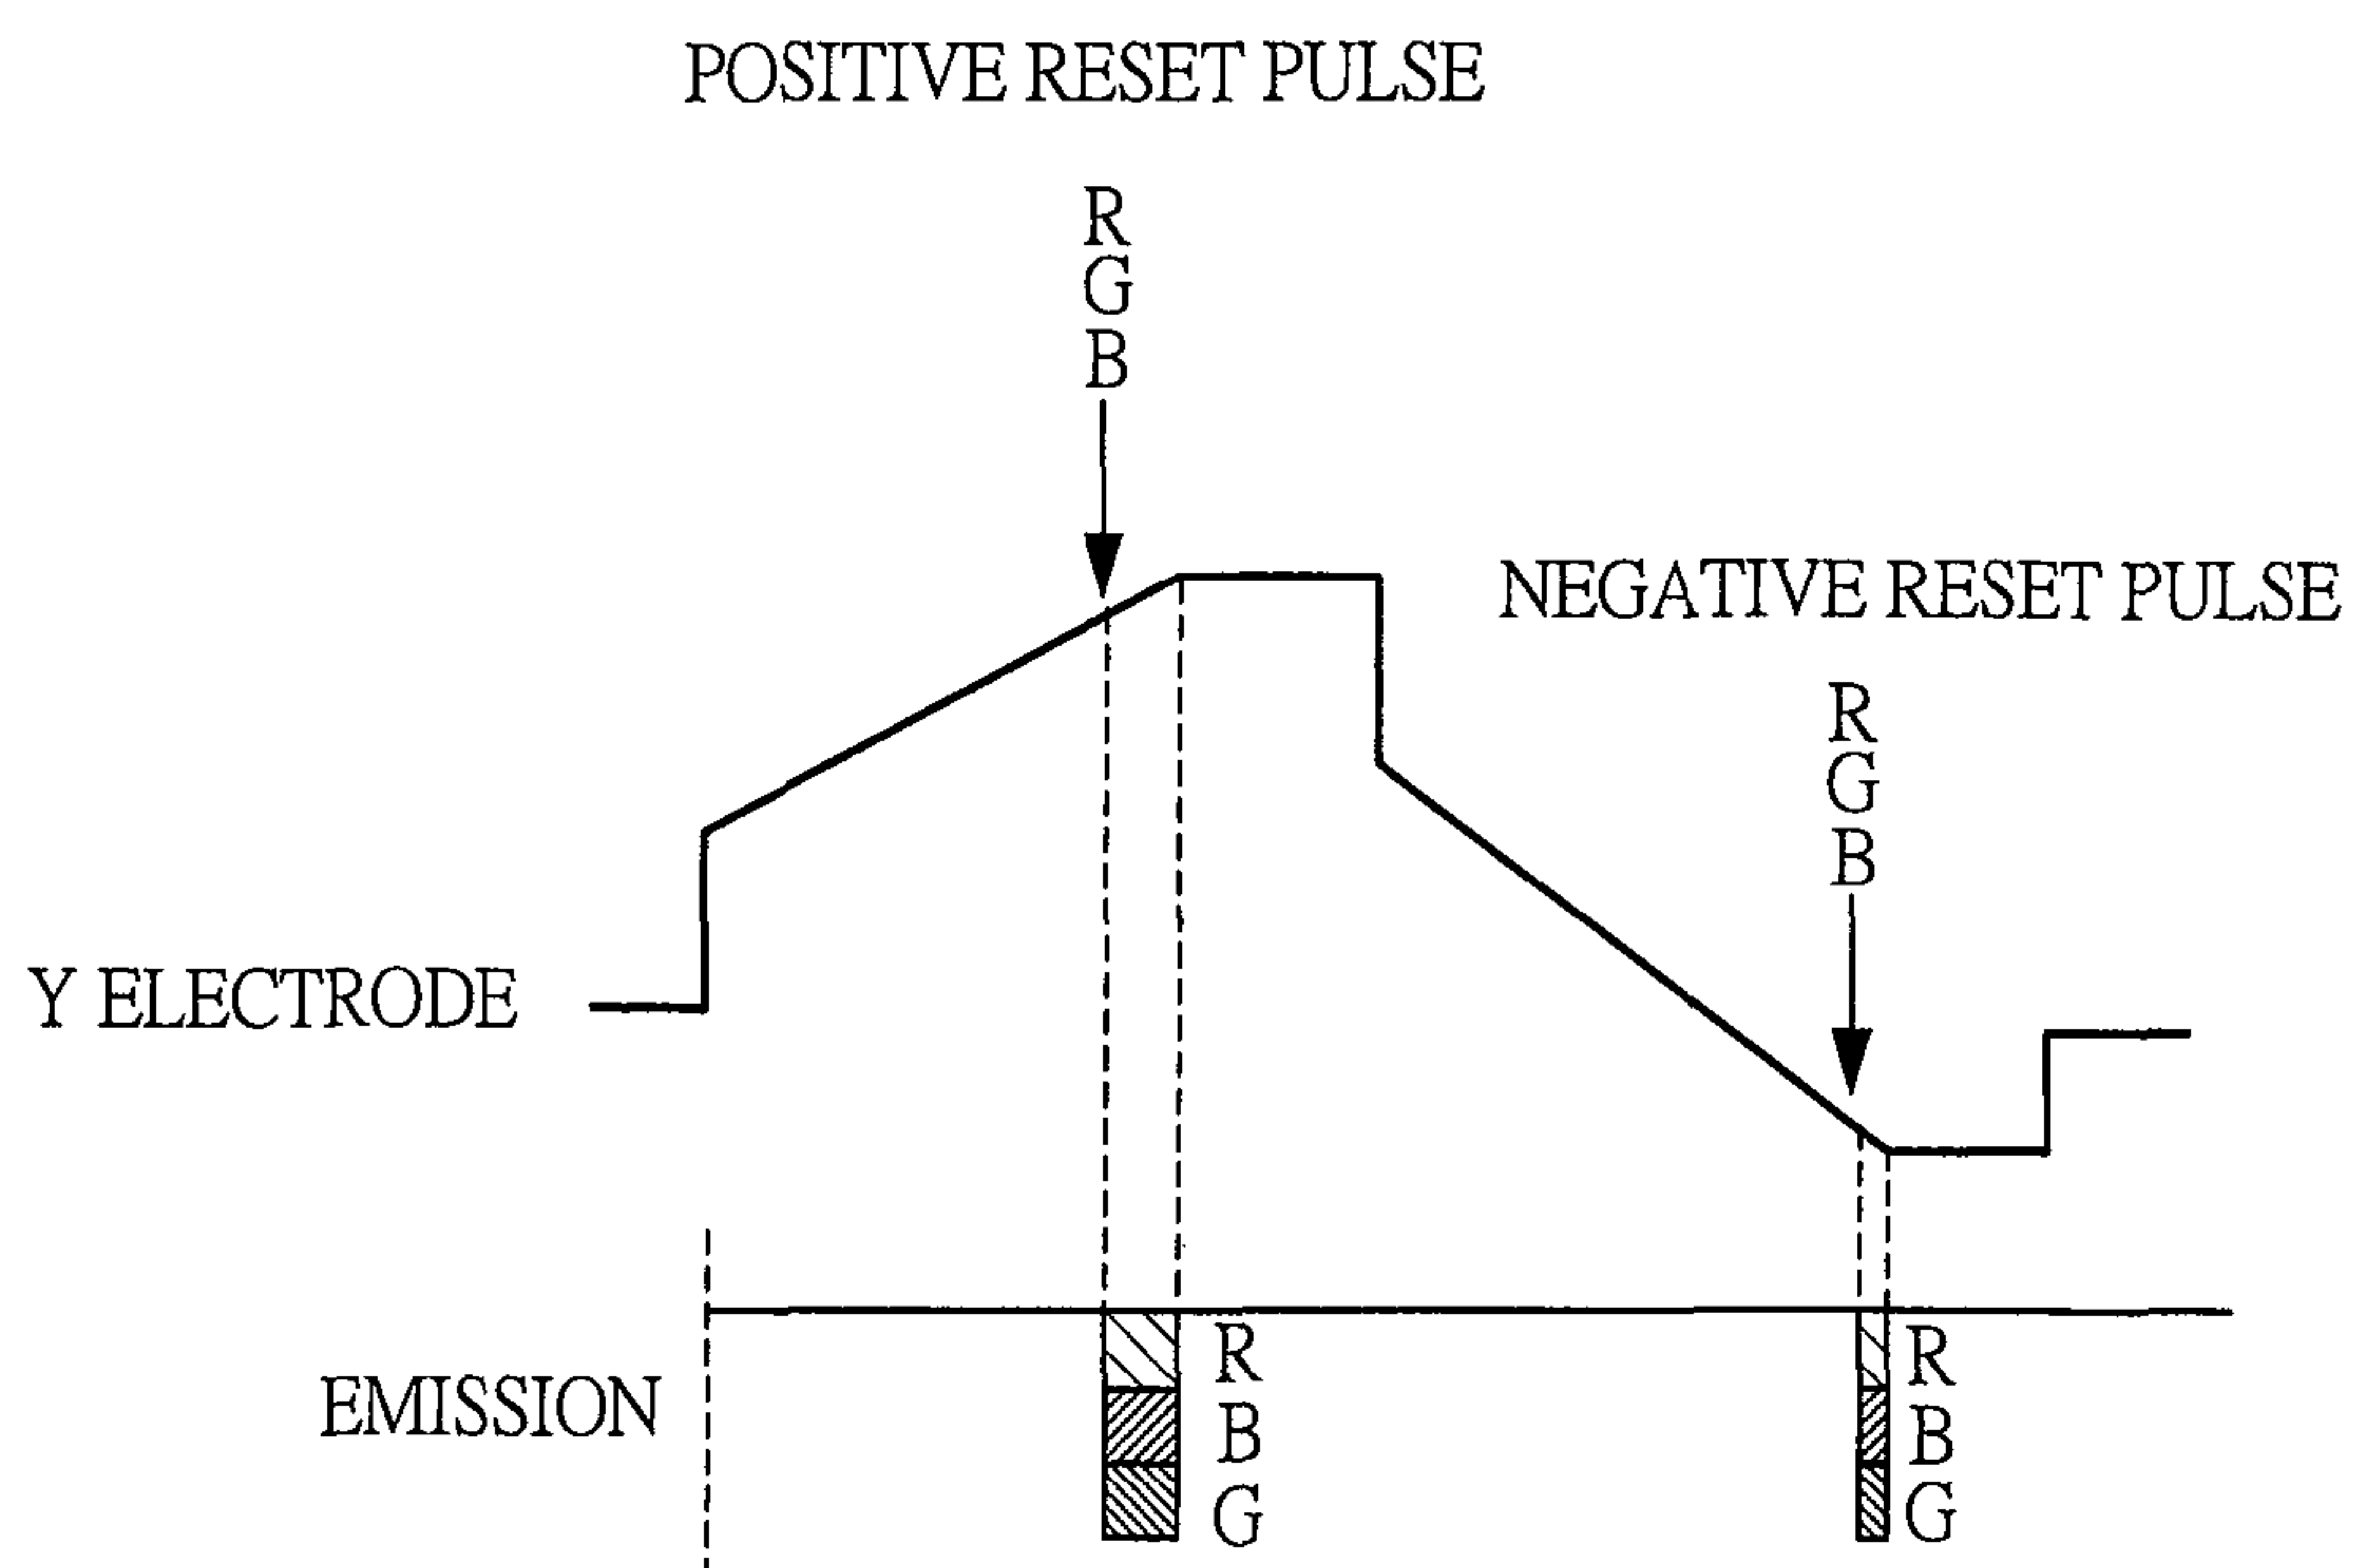 POSITIVE RESET PULSE
R
G
B
NEGATIVE RESET PULSE
R
G
B
Y ELECTRODE
EMISSION
R
B
G
R
B
G